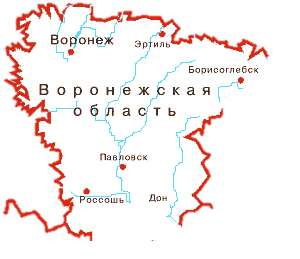 Воронеж
Эртиль
Борисоглебск
Воронежская
область
Павловск
Россошь
Дон